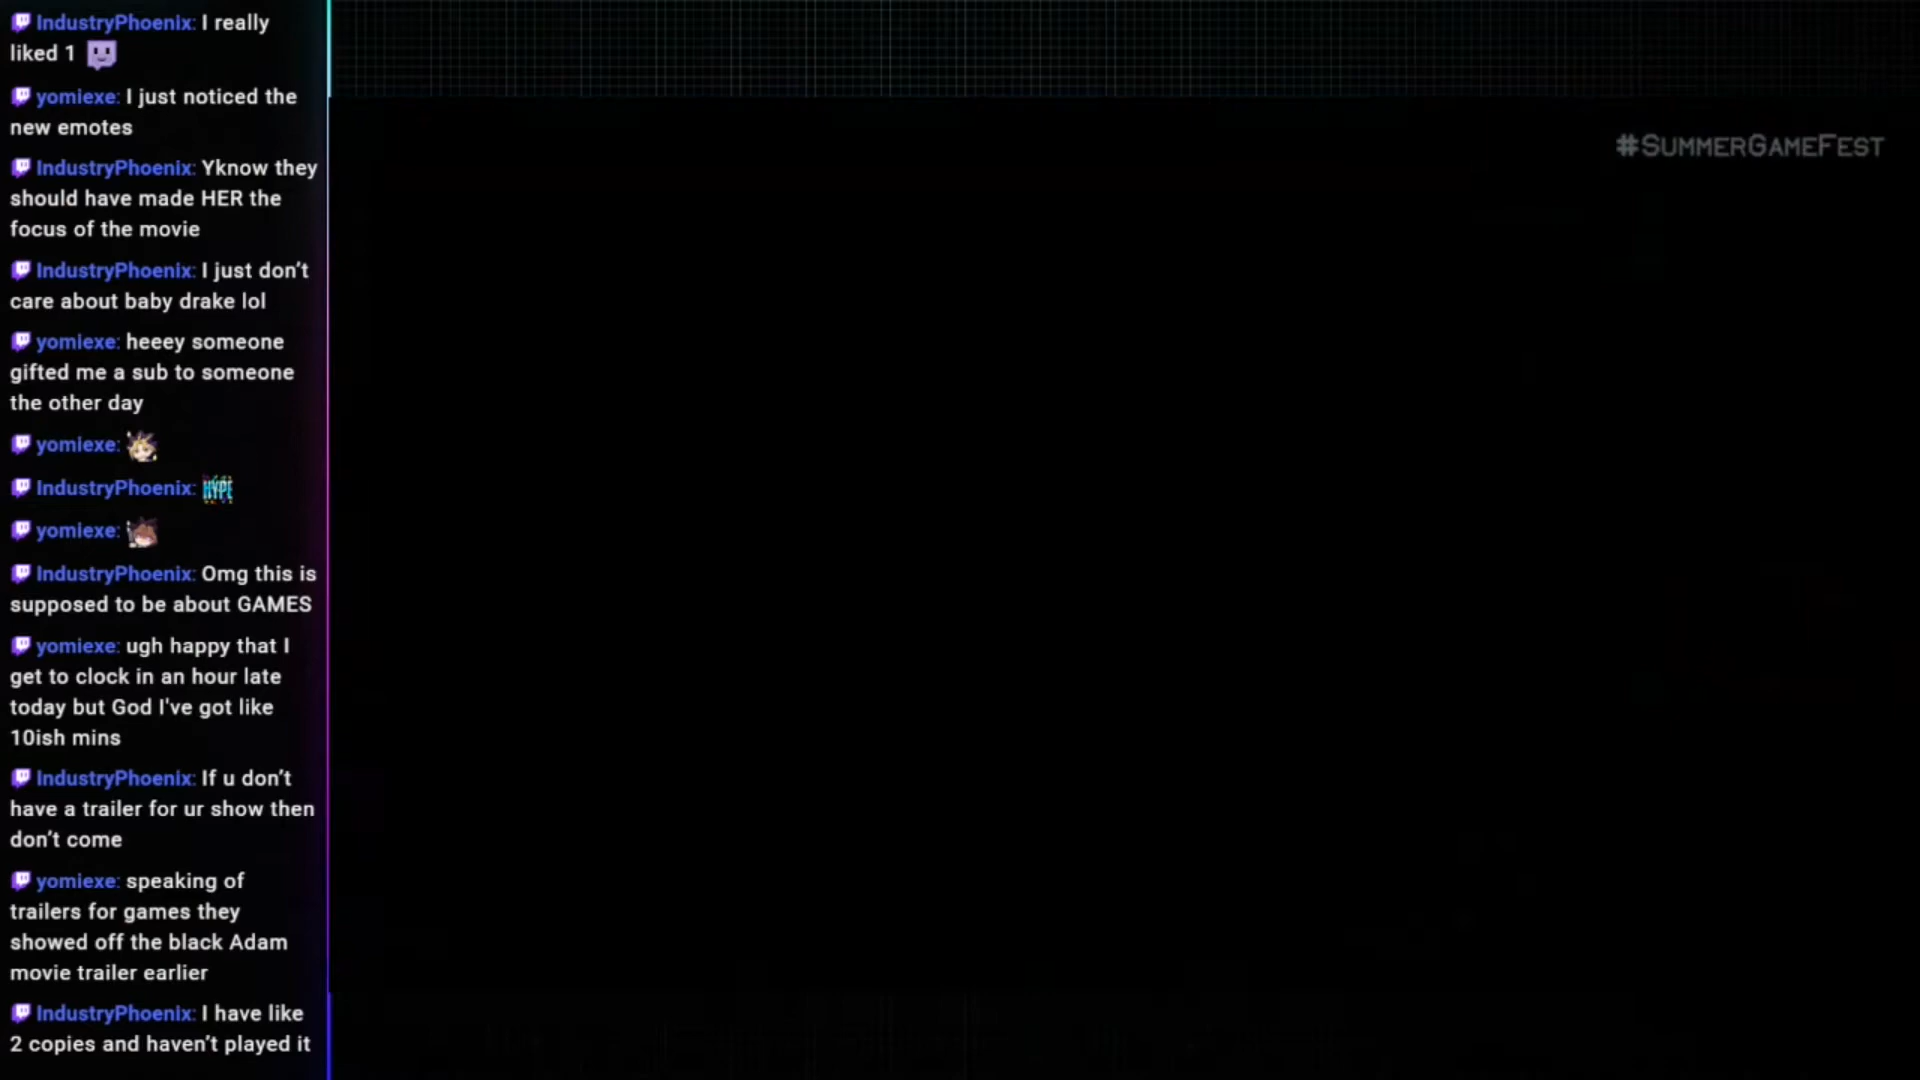 IndustryPhoenix: I really
liked 1
yomiexe: I just noticed the
new emotes
IndustryPhoenix: Yknow they
should have made HER the
focus of the movie
IndustryPhoenix: I just don’t
care about baby drake lol
yomiexe: heeey someone
gifted me a sub to someone
the other day
yomiexe:
IndustryPhoenix: HYPE
yomiexe:
IndustryPhoenix: Omg this is
supposed to be about GAMES
yomiexe: ugh happy that I
get to clock in an hour late
today but God I've got like
10ish mins
IndustryPhoenix: If u don’t
have a trailer for ur show then
don’t come
yomiexe: speaking of
trailers for games they
showed off the black Adam
movie trailer earlier
IndustryPhoenix: I have like
2 copies and haven’t played it
#SUMMERGAMEFEST